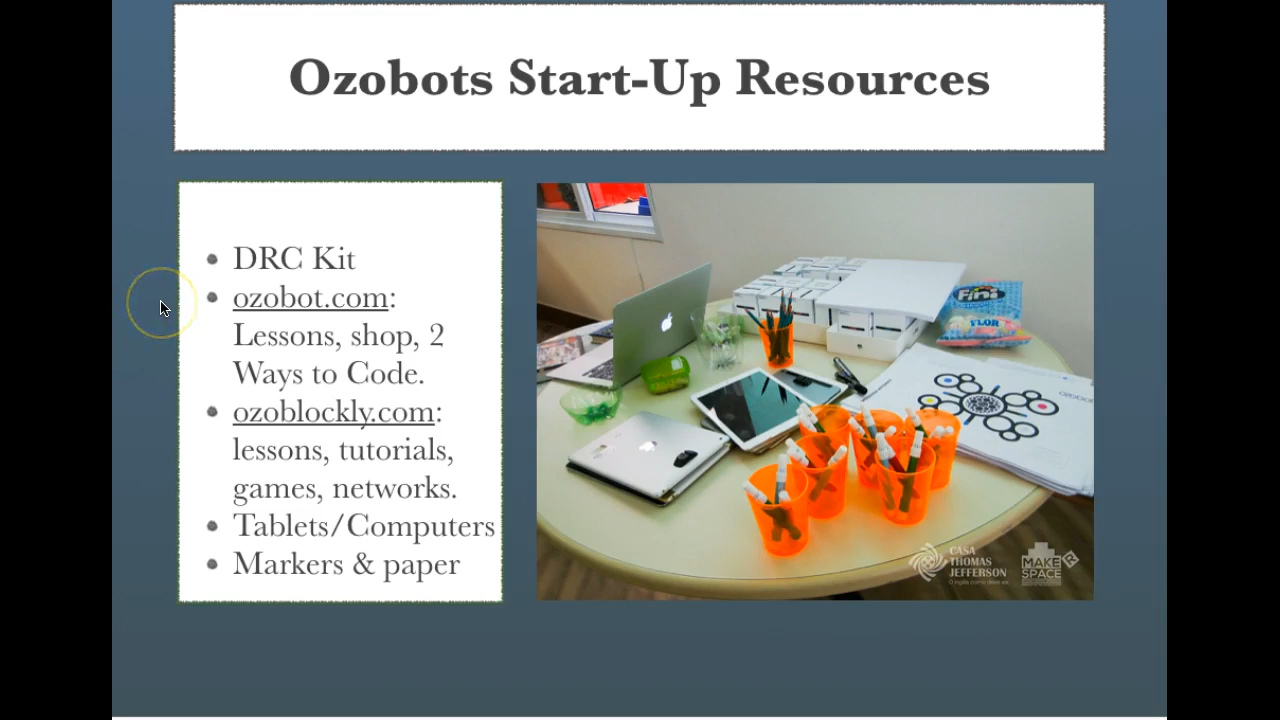 Ozobots Start-Up Resources
• DRC Kit
• ozobot.com:
Lessons, shop, 2
Ways to Code.
• ozoblockly.com:
lessons, tutorials,
games, networks.
• Tablets/Computers
• Markers & paper
Fini
FLOR
CASA
THOMAS
JEFFERSON
MAKE
SPACE